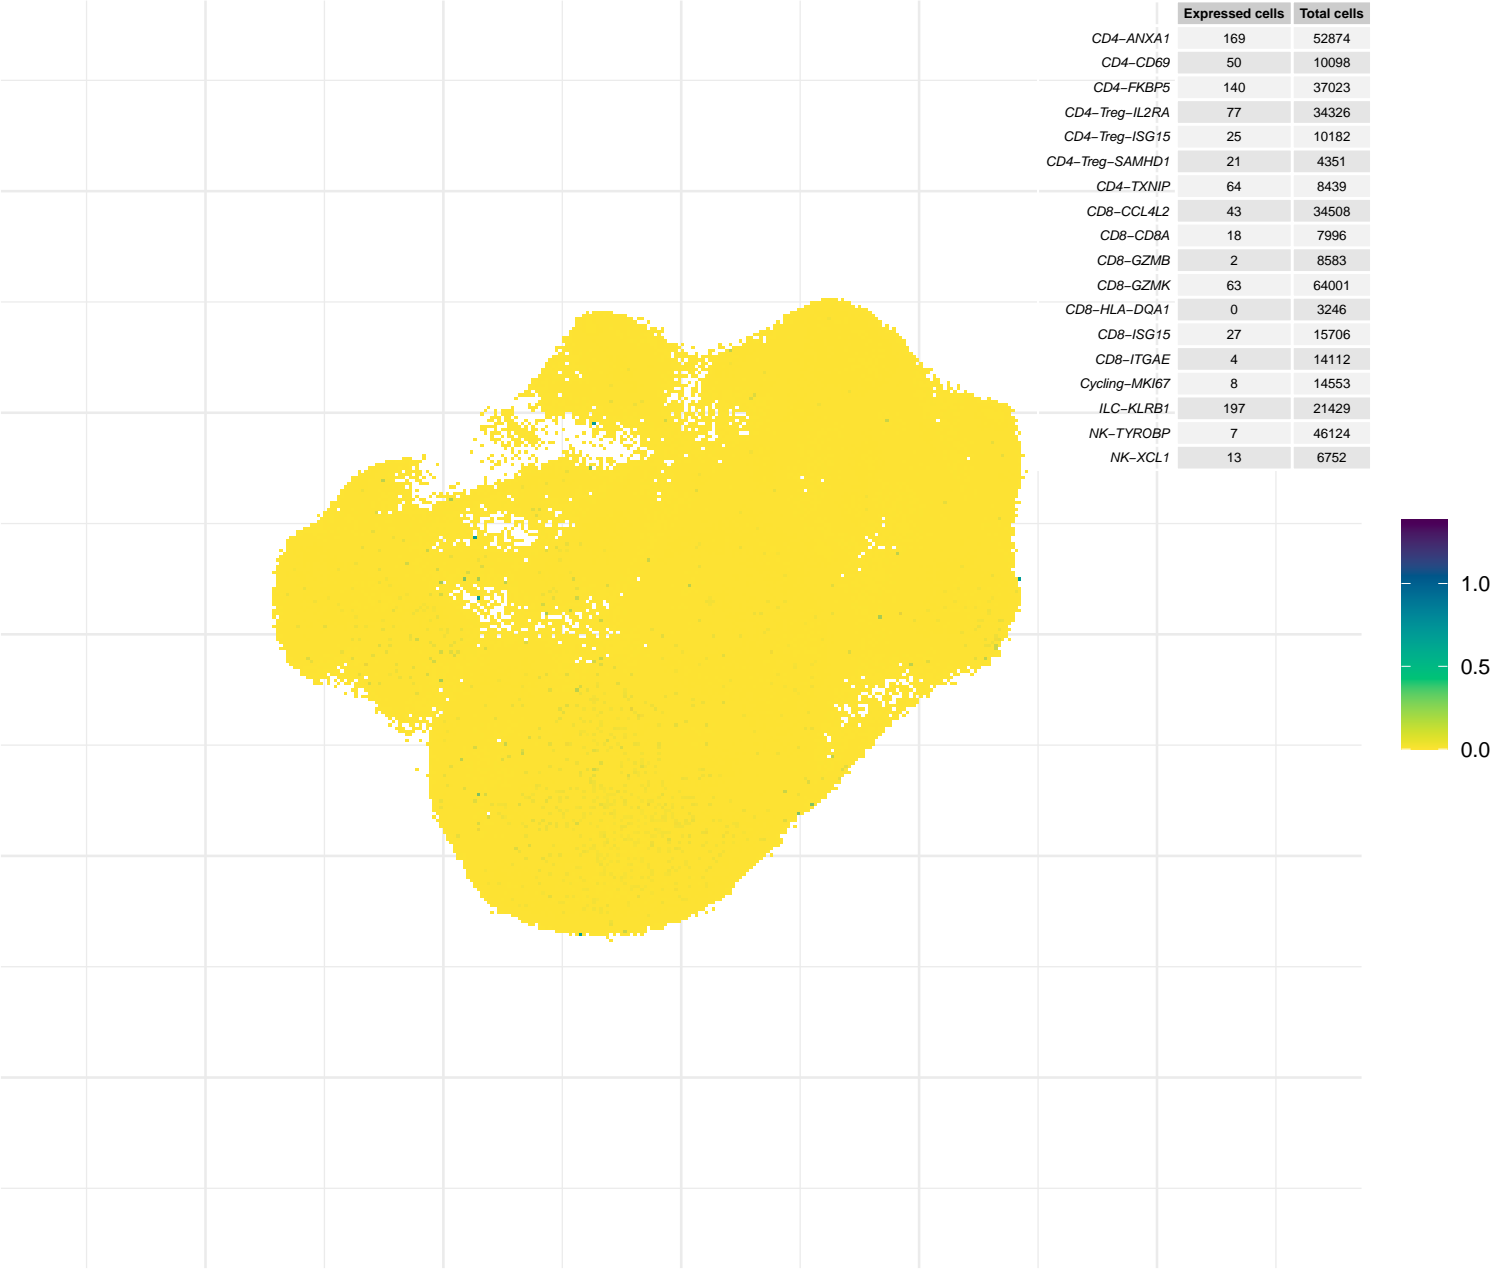 Expressed cells Total cells
CD4−ANXA1 169 52874
CD4−CD69 50 10098
CD4−FKBP5 140 37023
CD4−Treg−IL2RA 77 34326
CD4−Treg−ISG15 25 10182
CD4−Treg−SAMHD1 21 4351
CD4−TXNIP 64 8439
CD8−CCL4L2 43 34508
CD8−CD8A 18 7996
CD8−GZMB 2 8583
CD8−GZMK 63 64001
CD8−HLA−DQA1 0 3246
CD8−ISG15 27 15706
CD8−ITGAE 4 14112
Cycling−MKI67 8 14553
ILC−KLRB1 197 21429
NK−TYROBP 7 46124
NK−XCL1 13 6752
1.0
0.5
0.0